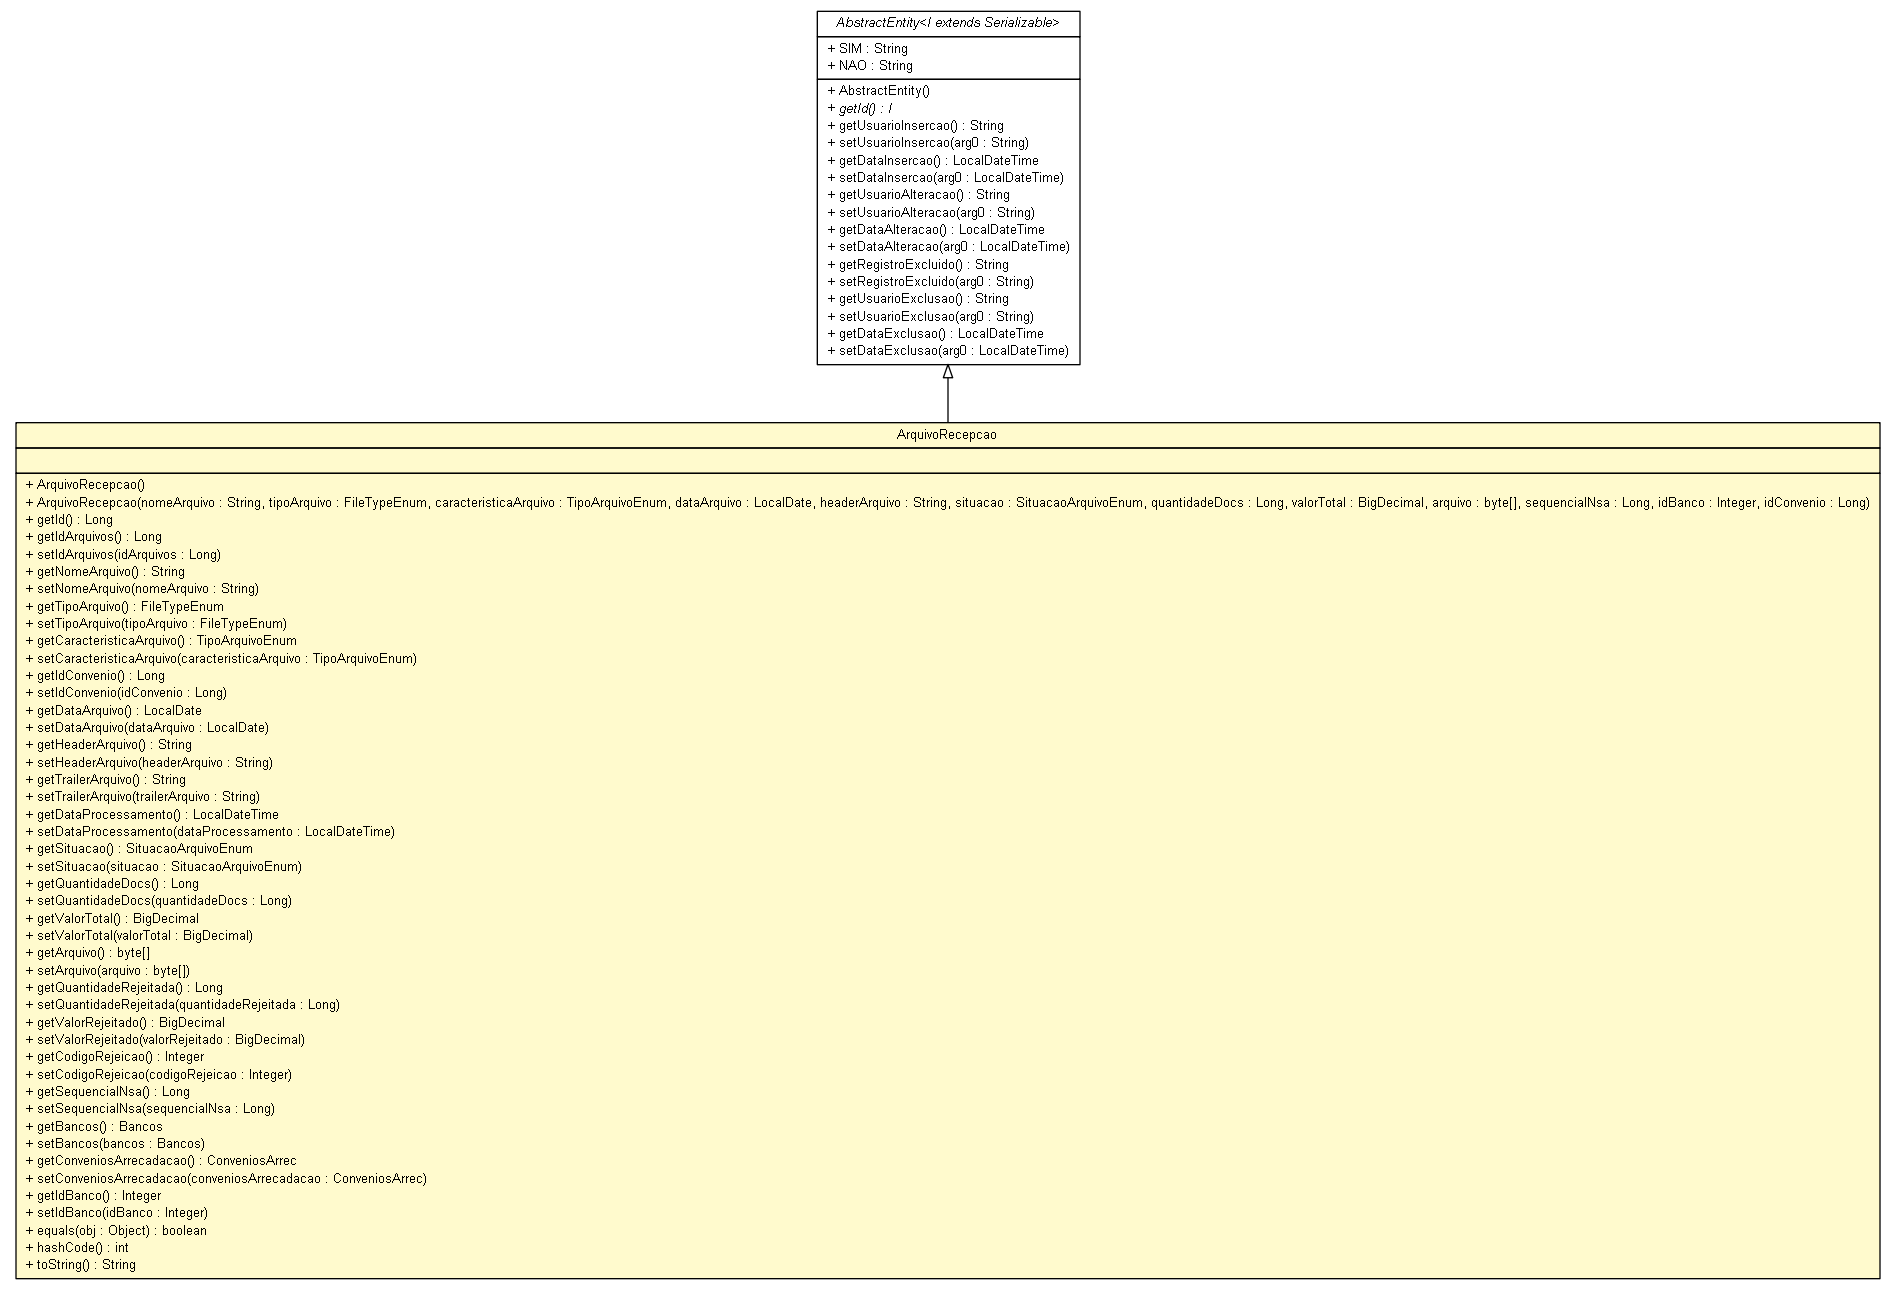 AbstractEntity<I extends Serializable>
+ SIM : String
+ NAO : String
+ AbstractEntity()
+ getId() : I
+ getUsuarioInsercao() : String
+ setUsuarioInsercao(arg0 : String)
+ getDataInsercao() : LocalDateTime
+ setDataInsercao(arg0 : LocalDateTime)
+ getUsuarioAlteracao() : String
+ setUsuarioAlteracao(arg0 : String)
+ getDataAlteracao() : LocalDateTime
+ setDataAlteracao(arg0 : LocalDateTime)
+ getRegistroExcluido() : String
+ setRegistroExcluido(arg0 : String)
+ getUsuarioExclusao() : String
+ setUsuarioExclusao(arg0 : String)
+ getDataExclusao() : LocalDateTime
+ setDataExclusao(arg0 : LocalDateTime)
ArquivoRecepcao
+ ArquivoRecepcao()
+ ArquivoRecepcao(nomeArquivo : String, tipoArquivo : FileTypeEnum, caracteristicaArquivo : TipoArquivoEnum, dataArquivo : LocalDate, headerArquivo : String, situacao : SituacaoArquivoEnum, quantidadeDocs : Long, valorTotal : BigDecimal, arquivo : byte[], sequencialNsa : Long, idBanco : Integer, idConvenio : Long)
+ getId() : Long
+ getIdArquivos() : Long
+ setIdArquivos(idArquivos : Long)
+ getNomeArquivo() : String
+ setNomeArquivo(nomeArquivo : String)
+ getTipoArquivo() : FileTypeEnum
+ setTipoArquivo(tipoArquivo : FileTypeEnum)
+ getCaracteristicaArquivo() : TipoArquivoEnum
+ setCaracteristicaArquivo(caracteristicaArquivo : TipoArquivoEnum)
+ getIdConvenio() : Long
+ setIdConvenio(idConvenio : Long)
+ getDataArquivo() : LocalDate
+ setDataArquivo(dataArquivo : LocalDate)
+ getHeaderArquivo() : String
+ setHeaderArquivo(headerArquivo : String)
+ getTrailerArquivo() : String
+ setTrailerArquivo(trailerArquivo : String)
+ getDataProcessamento() : LocalDateTime
+ setDataProcessamento(dataProcessamento : LocalDateTime)
+ getSituacao() : SituacaoArquivoEnum
+ setSituacao(situacao : SituacaoArquivoEnum)
+ getQuantidadeDocs() : Long
+ setQuantidadeDocs(quantidadeDocs : Long)
+ getValorTotal() : BigDecimal
+ setValorTotal(valorTotal : BigDecimal)
+ getArquivo() : byte[]
+ setArquivo(arquivo : byte[])
+ getQuantidadeRejeitada() : Long
+ setQuantidadeRejeitada(quantidadeRejeitada : Long)
+ getValorRejeitado() : BigDecimal
+ setValorRejeitado(valorRejeitado : BigDecimal)
+ getCodigoRejeicao() : Integer
+ setCodigoRejeicao(codigoRejeicao : Integer)
+ getSequencialNsa() : Long
+ setSequencialNsa(sequencialNsa : Long)
+ getBancos() : Bancos
+ setBancos(bancos : Bancos)
+ getConveniosArrecadacao() : ConveniosArrec
+ setConveniosArrecadacao(conveniosArrecadacao : ConveniosArrec)
+ getIdBanco() : Integer
+ setIdBanco(idBanco : Integer)
+ equals(obj : Object) : boolean
+ hashCode() : int
+ toString() : String